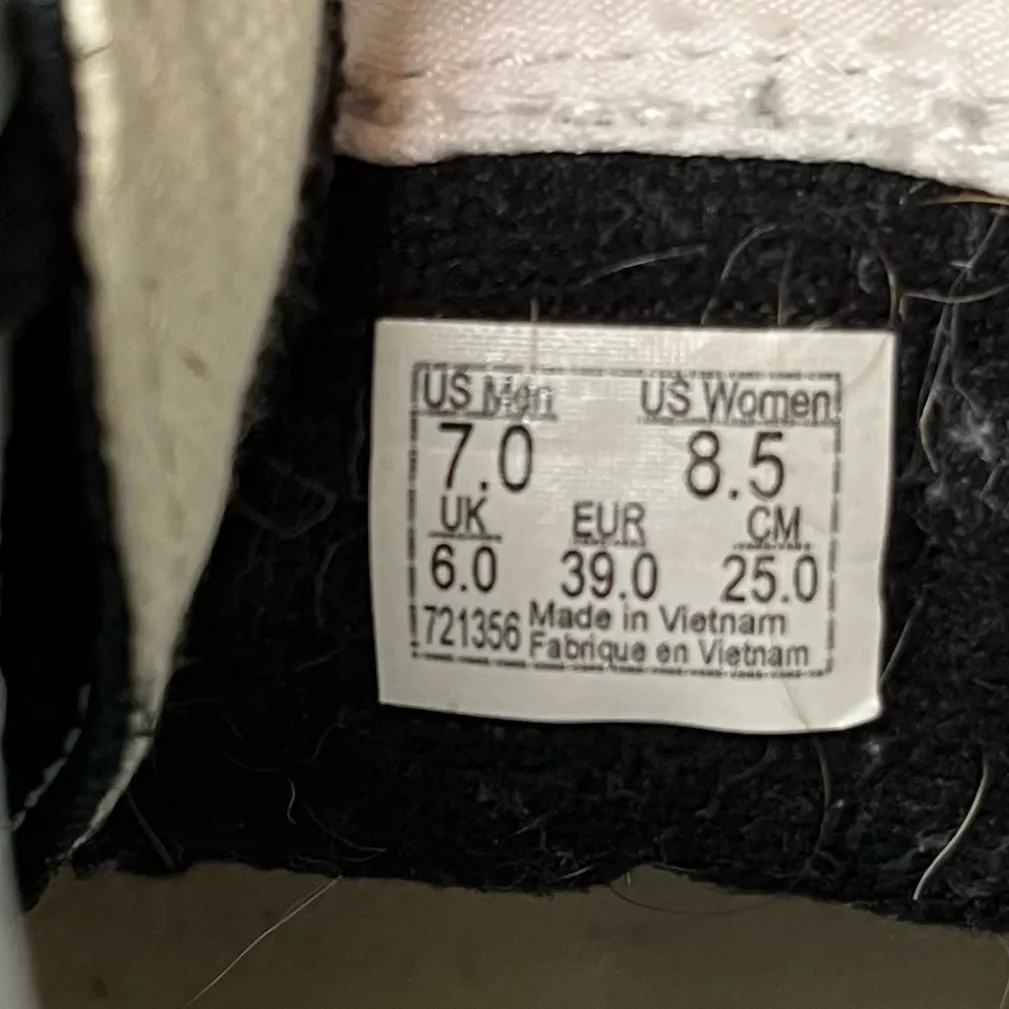 US Men US Women
7.0 8.5
UK EUR CM
6.0 39.0 25.0
721356 Made in Vietnam
Fabrique en Vietnam